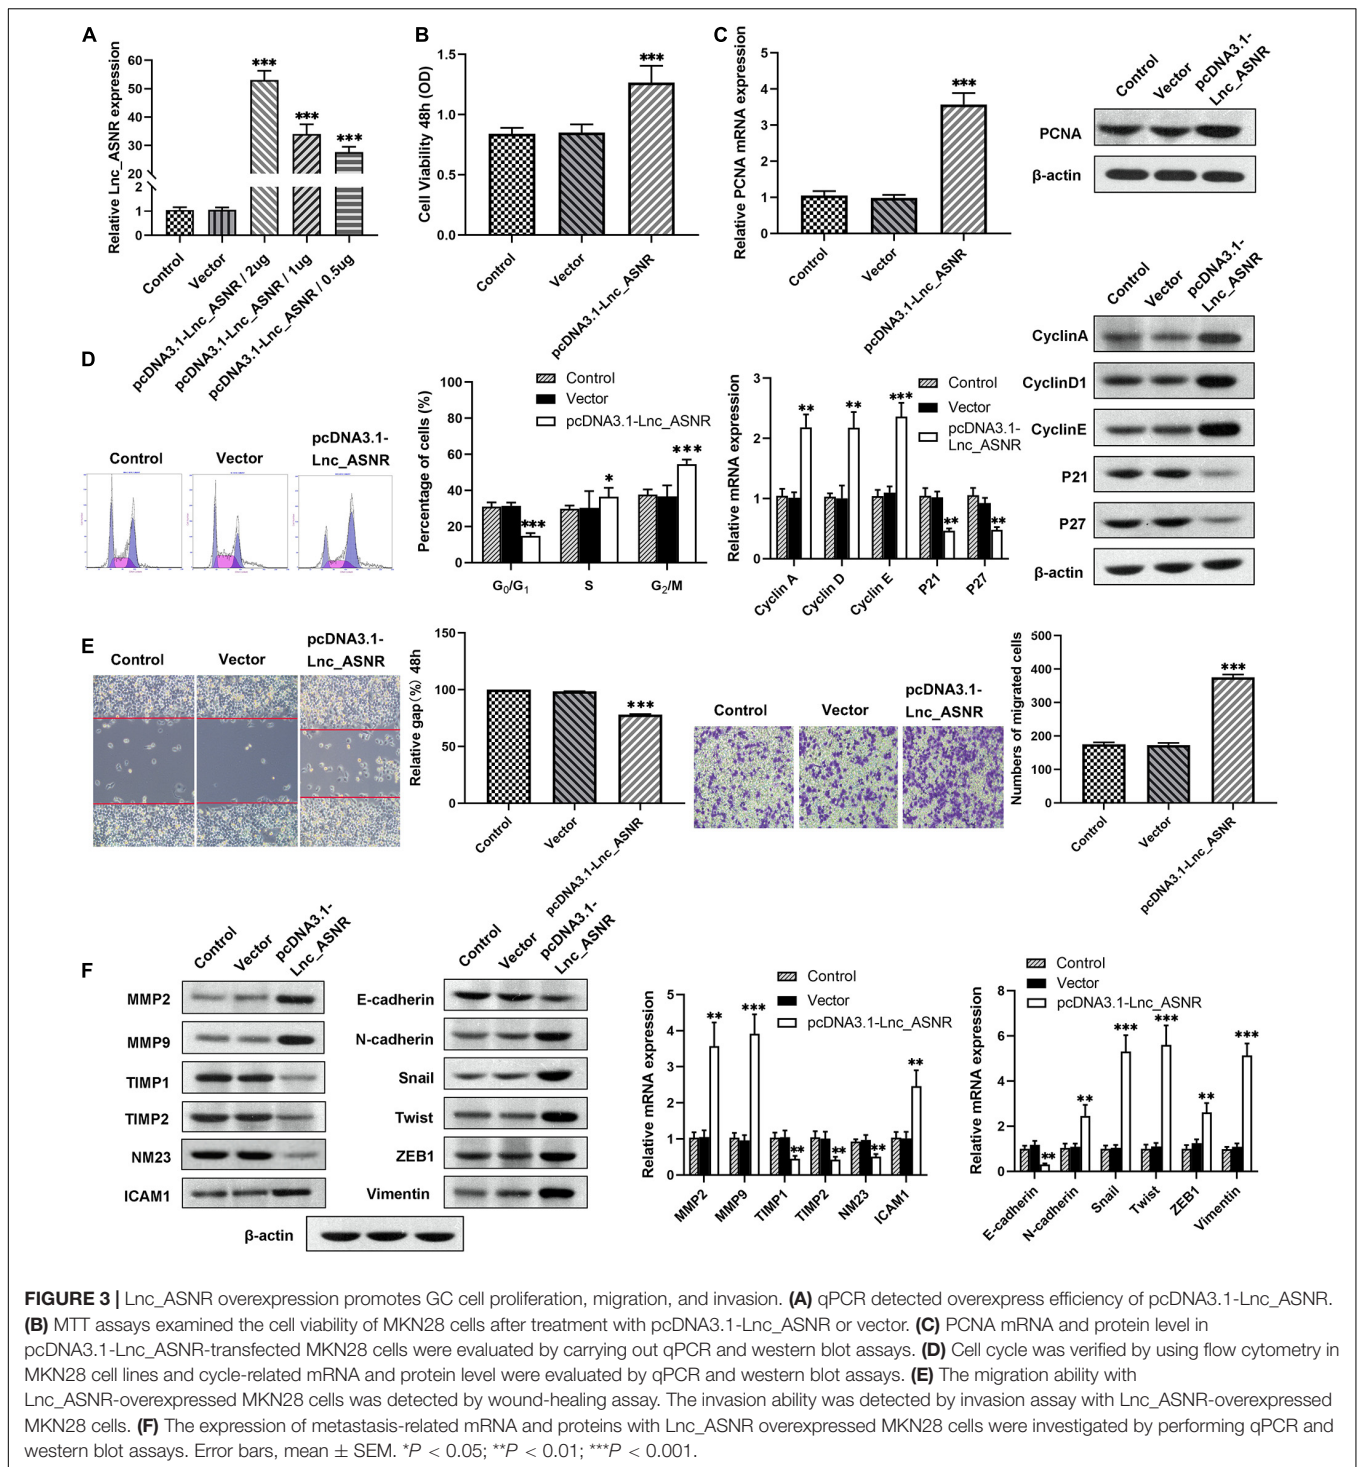 A
Relative Lnc_ASNR expression
60
50
40
30
20
2
1
0
***
***
***
Control
Vector
pcDNA3.1-Lnc_ASNR / 2ug
pcDNA3.1-Lnc_ASNR / 1ug
pcDNA3.1-Lnc_ASNR / 0.5ug
B
Cell Viability 48h (OD)
1.5
1.0
0.5
0.0
***
Control
Vector
pcDNA3.1-Lnc_ASNR
C
Relative PCNA mRNA expression
5
4
3
2
1
0
***
Control
Vector
pcDNA3.1-Lnc_ASNR
Control
Vector
pcDNA3.1-
Lnc_ASNR
PCNA
β-actin
D
Control
Vector
pcDNA3.1-
Lnc_ASNR
Percentage of cells (%)
100
80
60
40
20
0
Control
Vector
pcDNA3.1-Lnc_ASNR
***
*
***
G0/G1
S
G2/M
Relative mRNA expression
3
2
1
0
Control
Vector
pcDNA3.1-
Lnc_ASNR
**
**
***
**
**
Cyclin A
Cyclin D
Cyclin E
P21
P27
Control
Vector
pcDNA3.1-
Lnc_ASNR
CyclinA
CyclinD1
CyclinE
P21
P27
β-actin
E
Control
Vector
pcDNA3.1-
Lnc_ASNR
Relative gap(%) 48h
150
100
50
0
***
Control
Vector
pcDNA3.1-Lnc_ASNR
Control
Vector
pcDNA3.1-
Lnc_ASNR
Numbers of migrated cells
500
400
300
200
100
0
***
Control
Vector
pcDNA3.1-Lnc_ASNR
F
Control
Vector
pcDNA3.1-
Lnc_ASNR
MMP2
MMP9
TIMP1
TIMP2
NM23
ICAM1
Control
Vector
pcDNA3.1-
Lnc_ASNR
E-cadherin
N-cadherin
Snail
Twist
ZEB1
Vimentin
β-actin
Relative mRNA expression
5
4
3
2
1
0
Control
Vector
pcDNA3.1-Lnc_ASNR
**
***
**
**
**
**
MMP2
MMP9
TIMP1
TIMP2
NM23
ICAM1
Relative mRNA expression
8
6
4
2
0
Control
Vector
pcDNA3.1-Lnc_ASNR
**
**
***
***
**
***
E-cadherin
N-cadherin
Snail
Twist
ZEB1
Vimentin
FIGURE 3 | Lnc_ASNR overexpression promotes GC cell proliferation, migration, and invasion. (A) qPCR detected overexpress efficiency of pcDNA3.1-Lnc_ASNR.
(B) MTT assays examined the cell viability of MKN28 cells after treatment with pcDNA3.1-Lnc_ASNR or vector. (C) PCNA mRNA and protein level in
pcDNA3.1-Lnc_ASNR-transfected MKN28 cells were evaluated by carrying out qPCR and western blot assays. (D) Cell cycle was verified by using flow cytometry in
MKN28 cell lines and cycle-related mRNA and protein level were evaluated by qPCR and western blot assays. (E) The migration ability with
Lnc_ASNR-overexpressed MKN28 cells was detected by wound-healing assay. The invasion ability was detected by invasion assay with Lnc_ASNR-overexpressed
MKN28 cells. (F) The expression of metastasis-related mRNA and proteins with Lnc_ASNR overexpressed MKN28 cells were investigated by performing qPCR and
western blot assays. Error bars, mean ± SEM. *P < 0.05; **P < 0.01; ***P < 0.001.